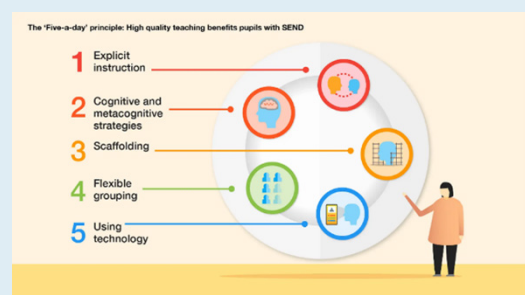 The 'Five-a-day' principle: High quality teaching benefits pupils with SEND
1 Explicit
instruction
2 Cognitive and
metacognitive
strategies
3 Scaffolding
4 Flexible
grouping
5 Using
technology